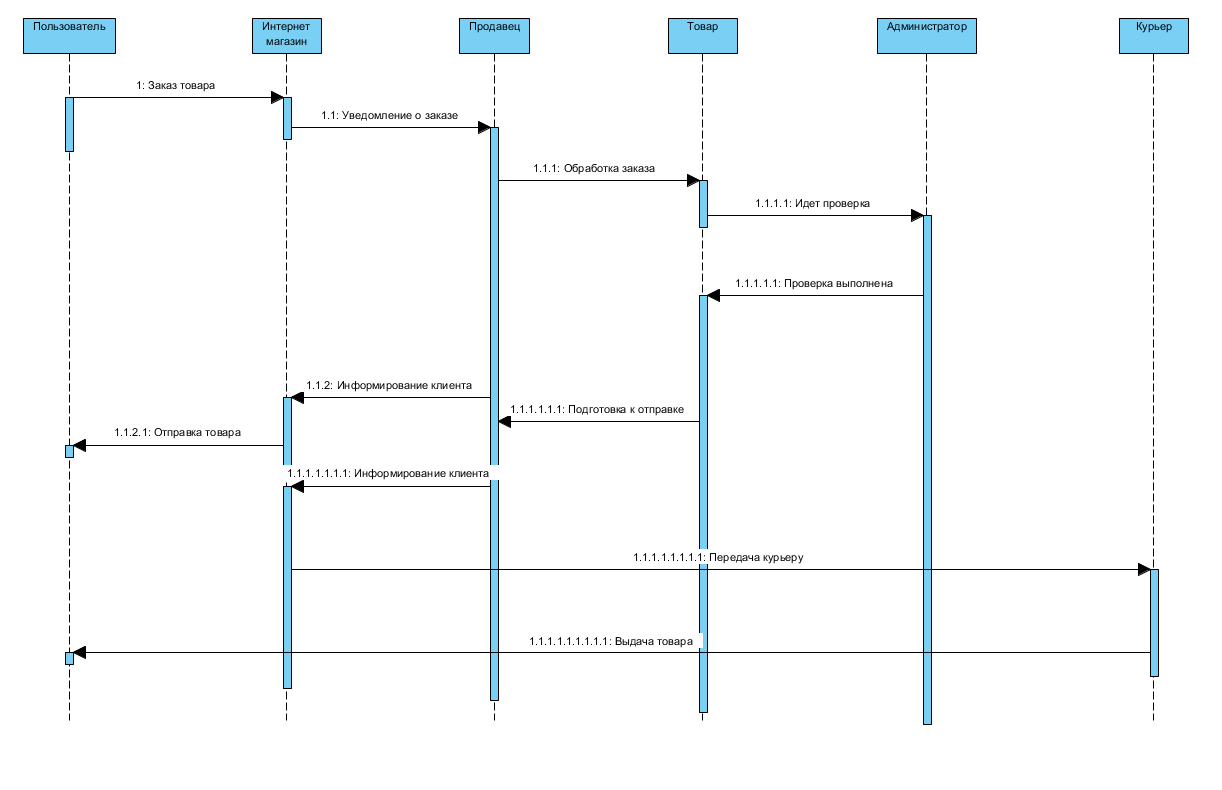 Пользователь
Интернет
магазин
Продавец
Товар
Администратор
Курьер
1: Заказ товара
1.1: Уведомление о заказе
1.1.1: Обработка заказа
1.1.1.1: Идет проверка
1.1.1.1.1: Проверка выполнена
1.1.2: Информирование клиента
1.1.1.1.1.1: Подготовка к отправке
1.1.2.1: Отправка товара
1.1.1.1.1.1.1: Информирование клиента
1.1.1.1.1.1.1.1: Передача курьеру
1.1.1.1.1.1.1.1.1: Выдача товара